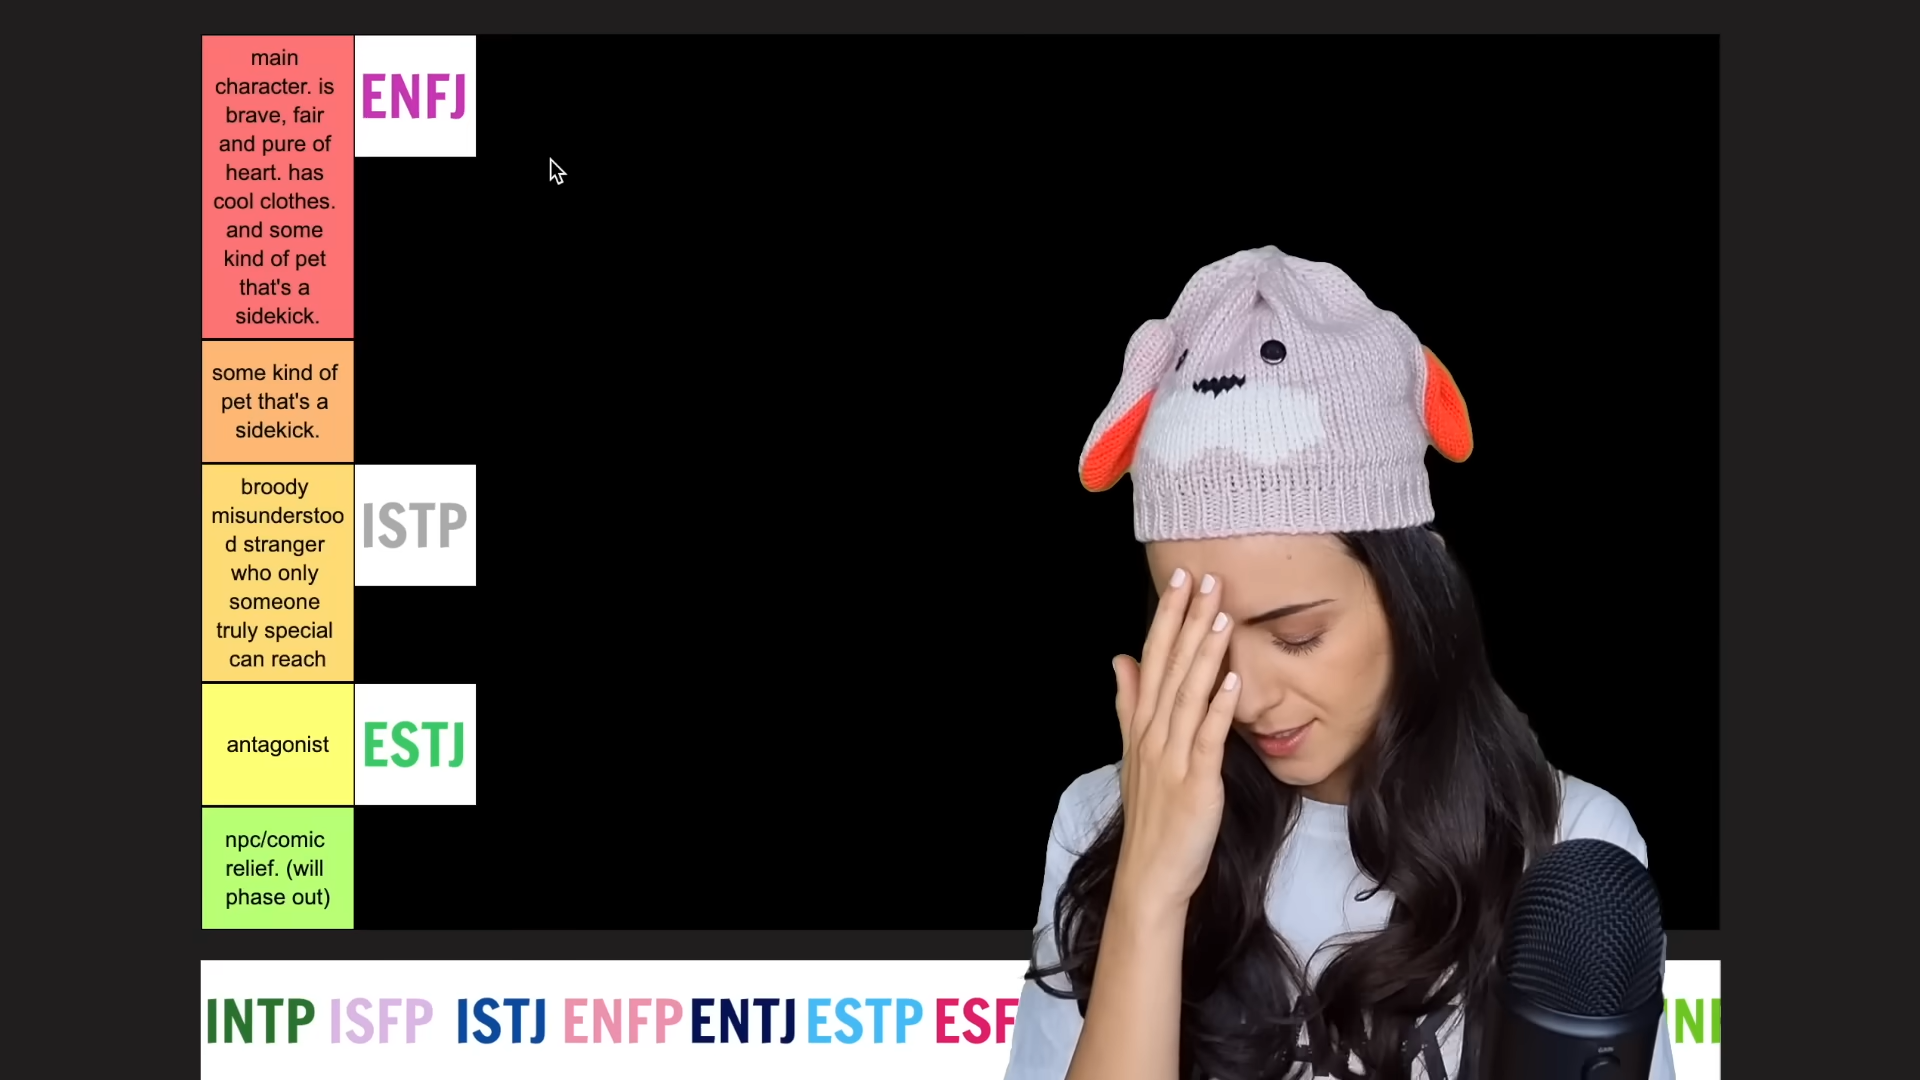 main
character. is
brave, fair
and pure of
heart. has
cool clothes.
and some
kind of pet
that's a
sidekick.
ENFJ
some kind of
pet that's a
sidekick.
broody
misunderstoo
d stranger
who only
someone
truly special
can reach
ISTP
antagonist
ESTJ
npc/comic
relief. (will
phase out)
INTP ISFP ISTJ ENFP ENTJ ESTP ESF